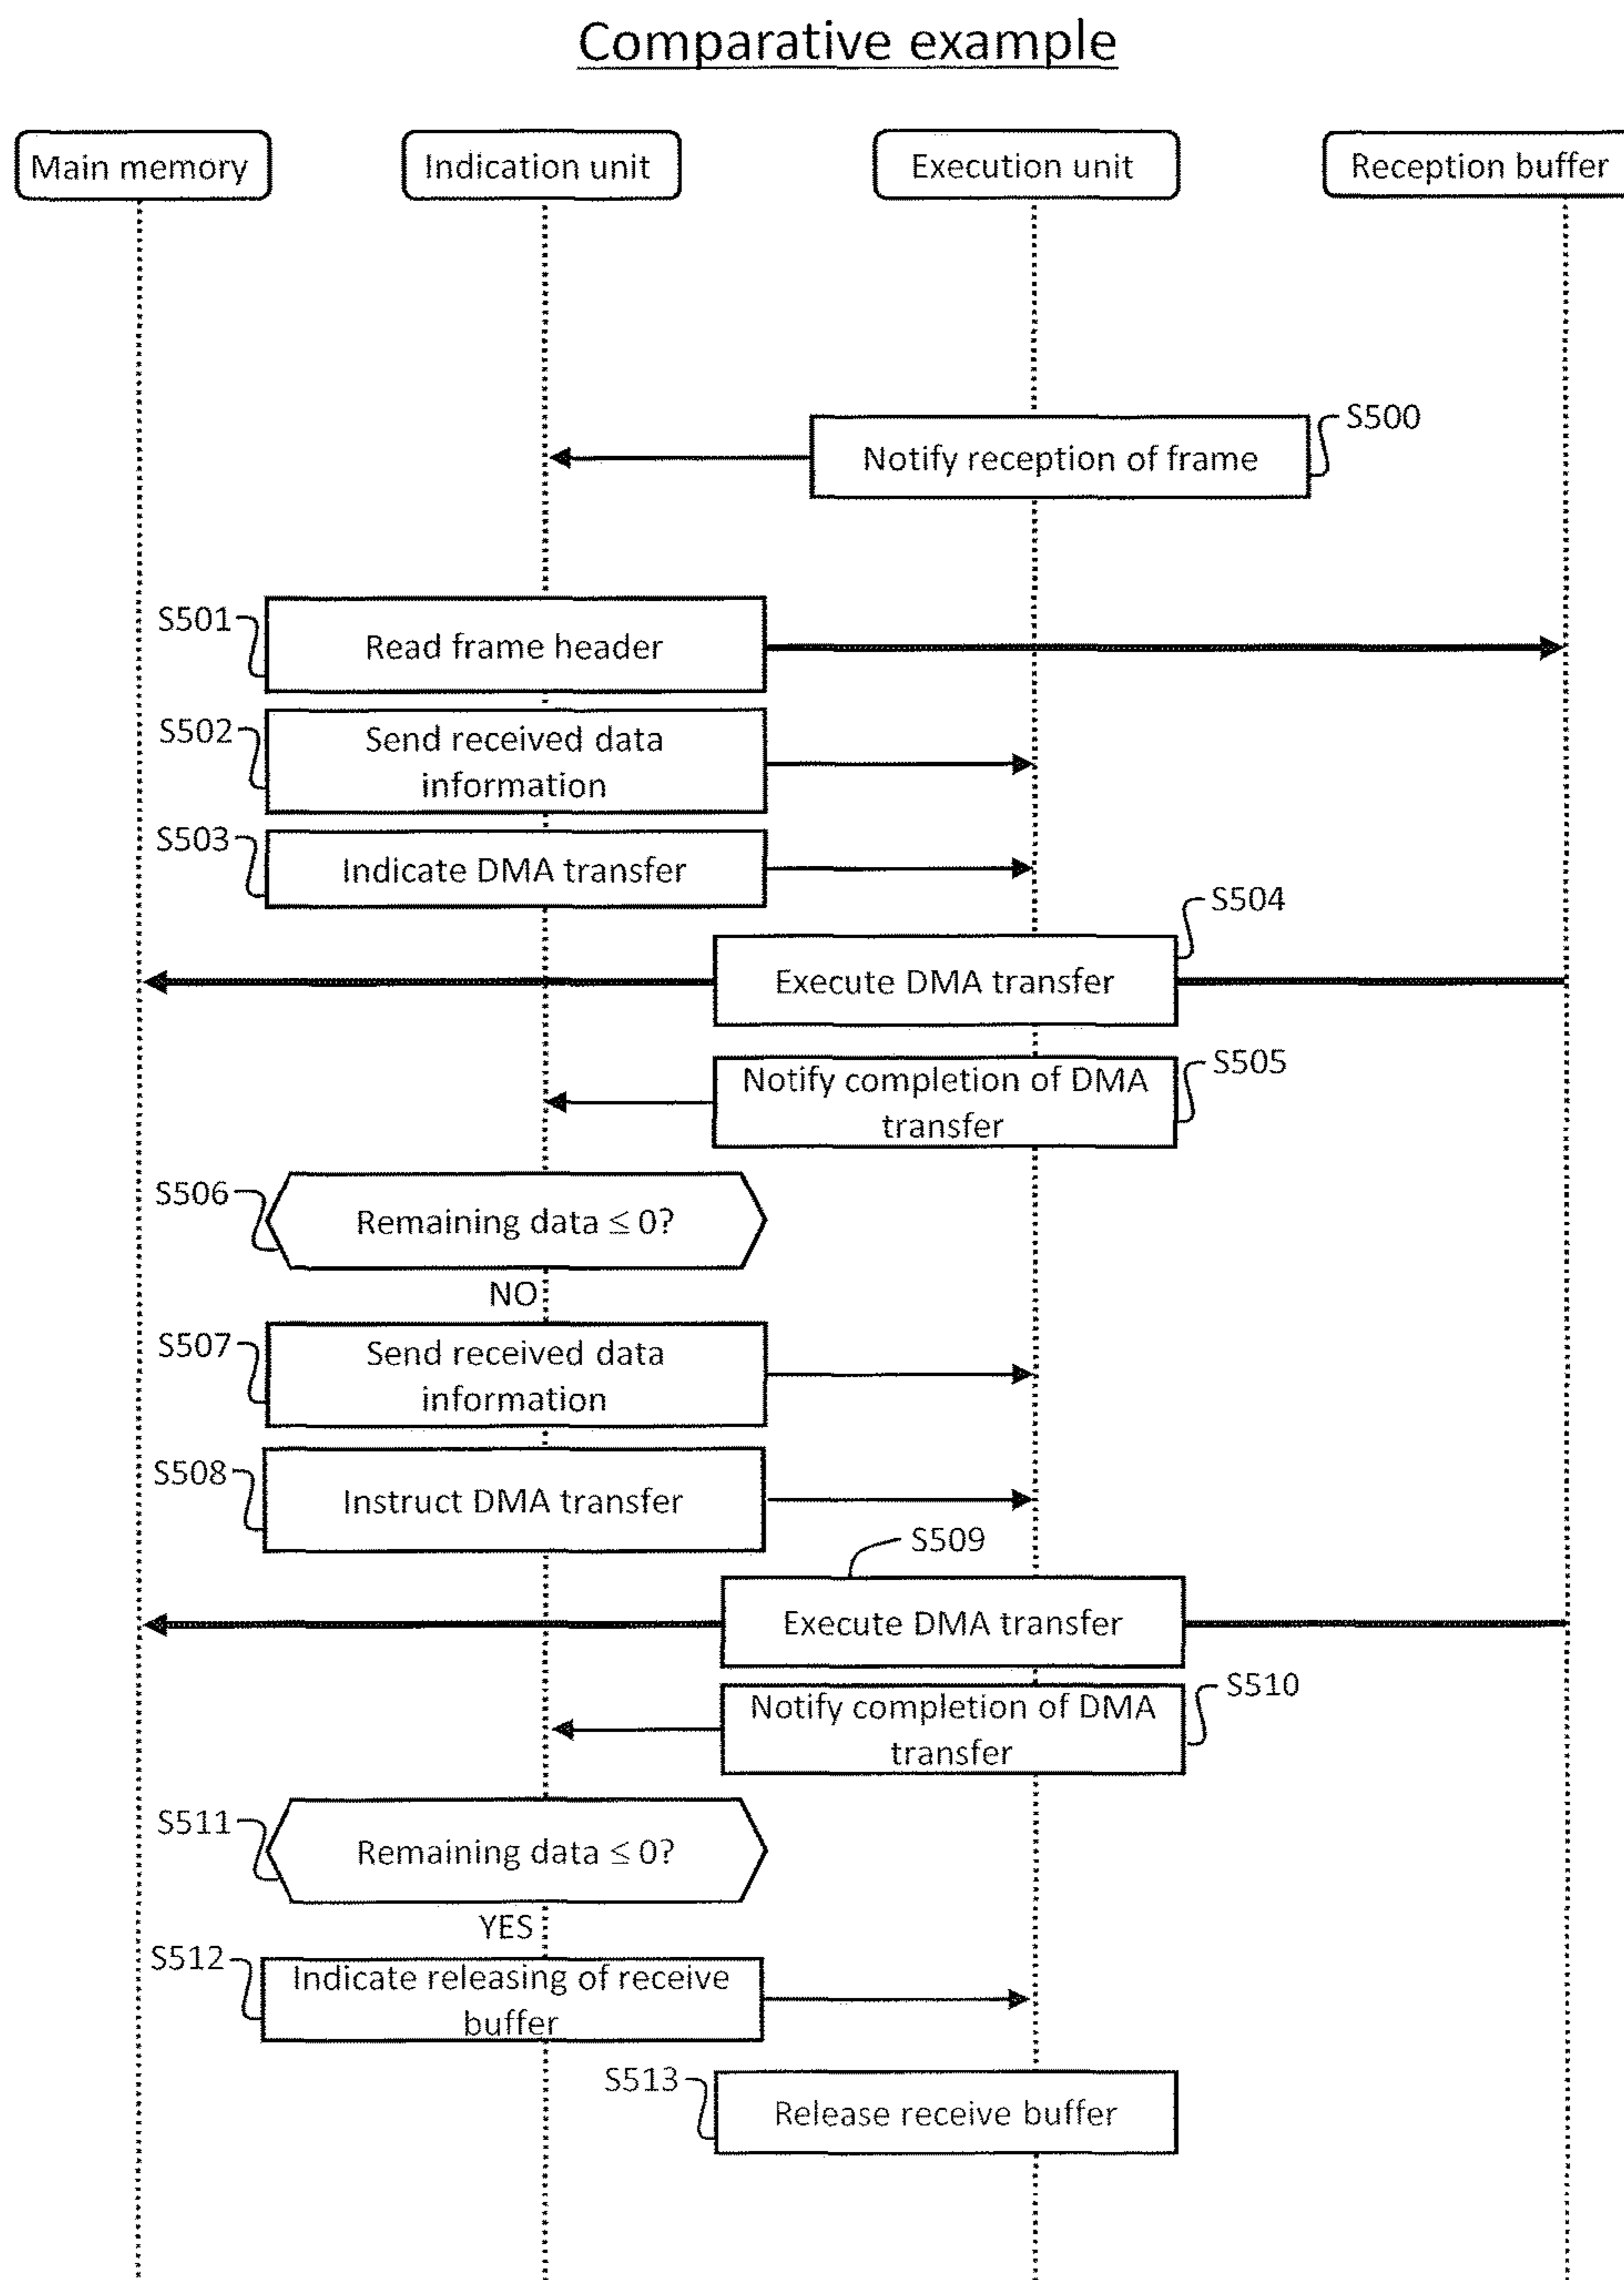 Comparative example
Main memory
Indication unit
Execution unit
Reception buffer
S500
Notify reception of frame
S501
Read frame header
S502
Send received data
information
S503
Indicate DMA transfer
S504
Execute DMA transfer
S505
Notify completion of DMA
transfer
S506
Remaining data ≤ 0?
NO
S507
Send received data
information
S508
Instruct DMA transfer
S509
Execute DMA transfer
S510
Notify completion of DMA
transfer
S511
Remaining data ≤ 0?
YES
S512
Indicate releasing of receive
buffer
S513
Release receive buffer